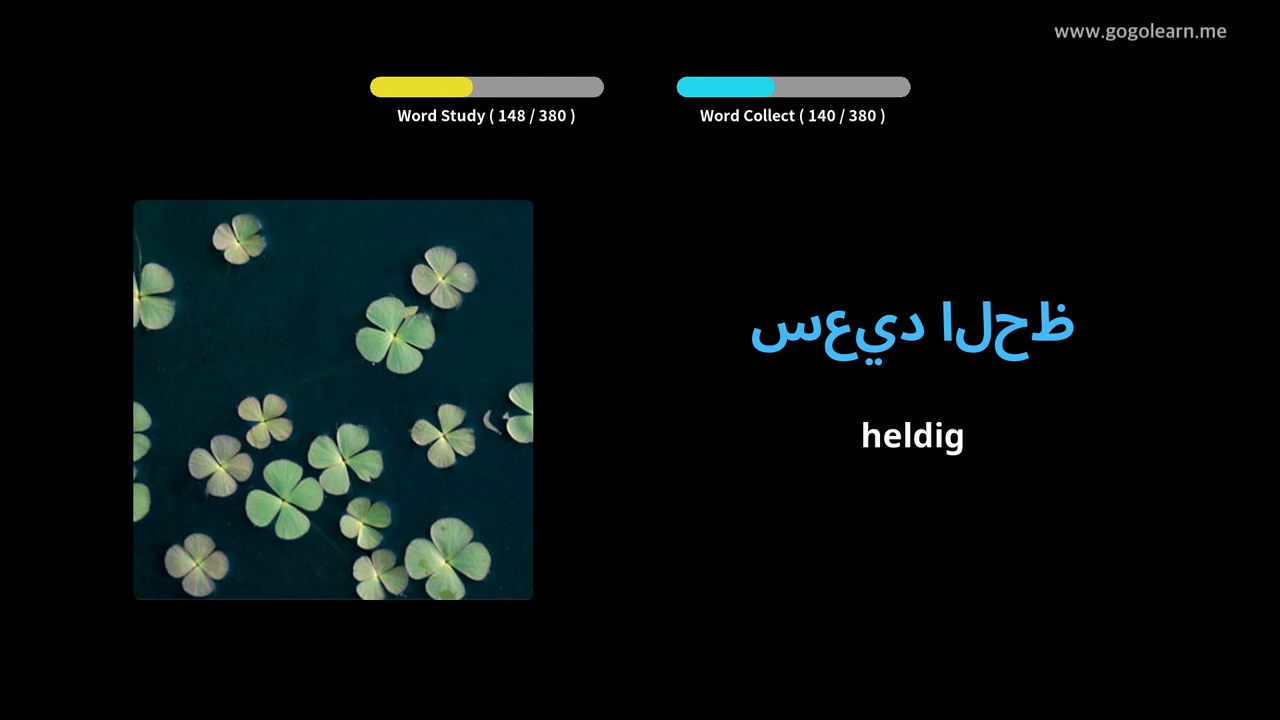 www.gogolearn.me
Word Study ( 148 / 380 )
Word Collect ( 140 / 380 )
سعيد الحظ
heldig